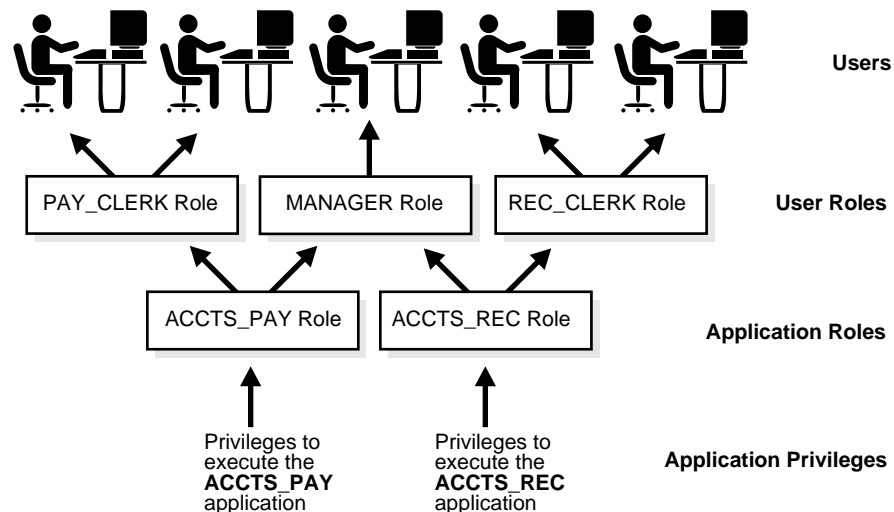 Users
PAY_CLERK Role
MANAGER Role
REC_CLERK Role
User Roles
ACCTS_PAY Role
ACCTS_REC Role
Application Roles
Privileges to
execute the
ACCTS_PAY
application
Privileges to
execute the
ACCTS_REC
application
Application Privileges